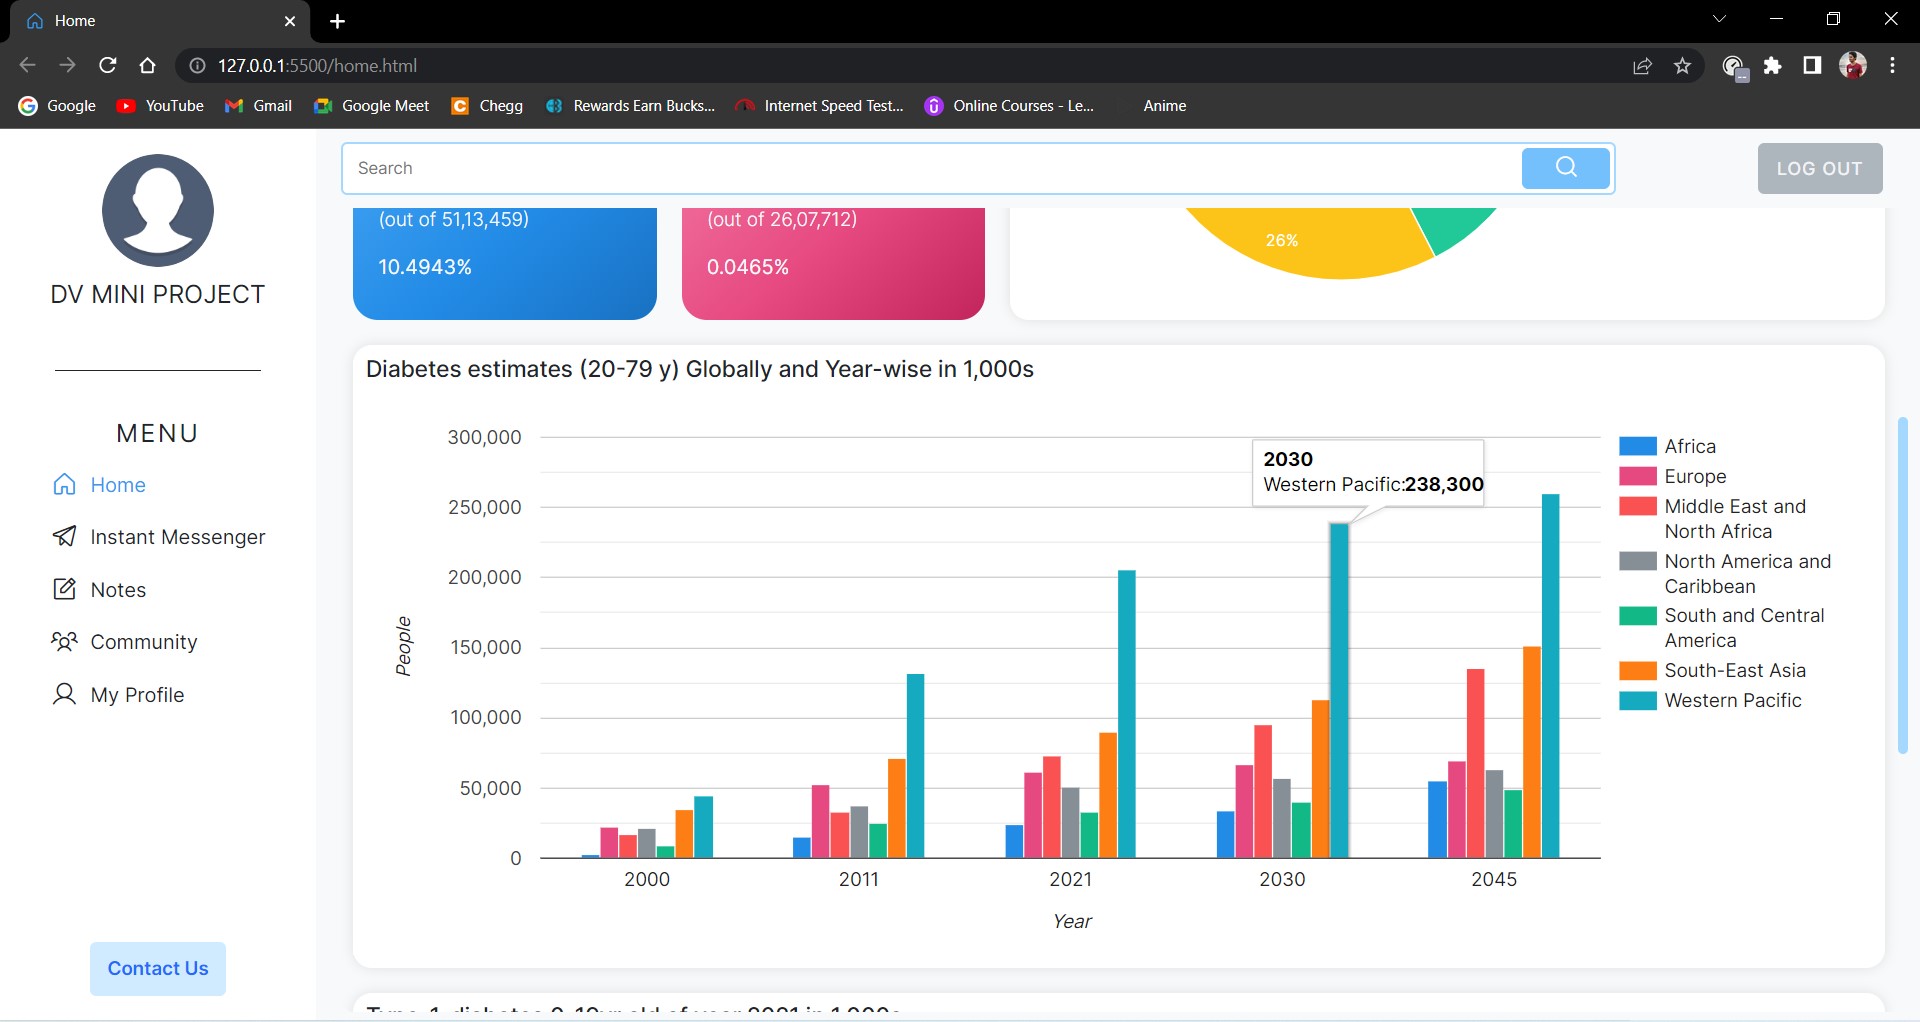 Home
127.0.0.1:5500/home.html
Google YouTube Gmail Google Meet Chegg Rewards Earn Bucks... Internet Speed Test... Online Courses - Le... Anime
Search
LOG OUT
DV MINI PROJECT
MENU
Home
Instant Messenger
Notes
Community
My Profile
Contact Us
(out of 51,13,459)
10.4943%
(out of 26,07,712)
0.0465%
26%
Diabetes estimates (20-79 y) Globally and Year-wise in 1,000s
People
300,000
250,000
200,000
150,000
100,000
50,000
0
2030
Western Pacific:238,300
2000 2011 2021 2030 2045
Year
Africa
Europe
Middle East and
North Africa
North America and
Caribbean
South and Central
America
South-East Asia
Western Pacific